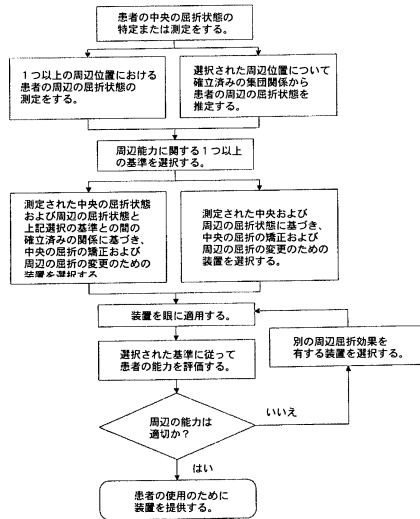 患者の中央の屈折状態の
特定または測定をする。
1つ以上の周辺位置における
患者の周辺の屈折状態の
測定をする。
選択された周辺位置について
確立済みの集団関係から
患者の周辺の屈折状態を
推定する。
周辺能力に関する1つ以上
の基準を選択する。
測定された中央の屈折状態
および周辺の屈折状態と
上記選択の基準との間の
確立済みの関係に基づき、
中央の屈折の矯正および
周辺の屈折の変更のための
装置を選択する
測定された中央および
周辺の屈折状態に基づき、
中央の屈折の矯正および
周辺の屈折の変更のための
装置を選択する。
装置を眼に適用する。
別の周辺屈折効果を
有する装置を選択する。
選択された基準に従って
患者の能力を評価する。
周辺の能力は
適切か?
いいえ
はい
患者の使用のために
装置を提供する。